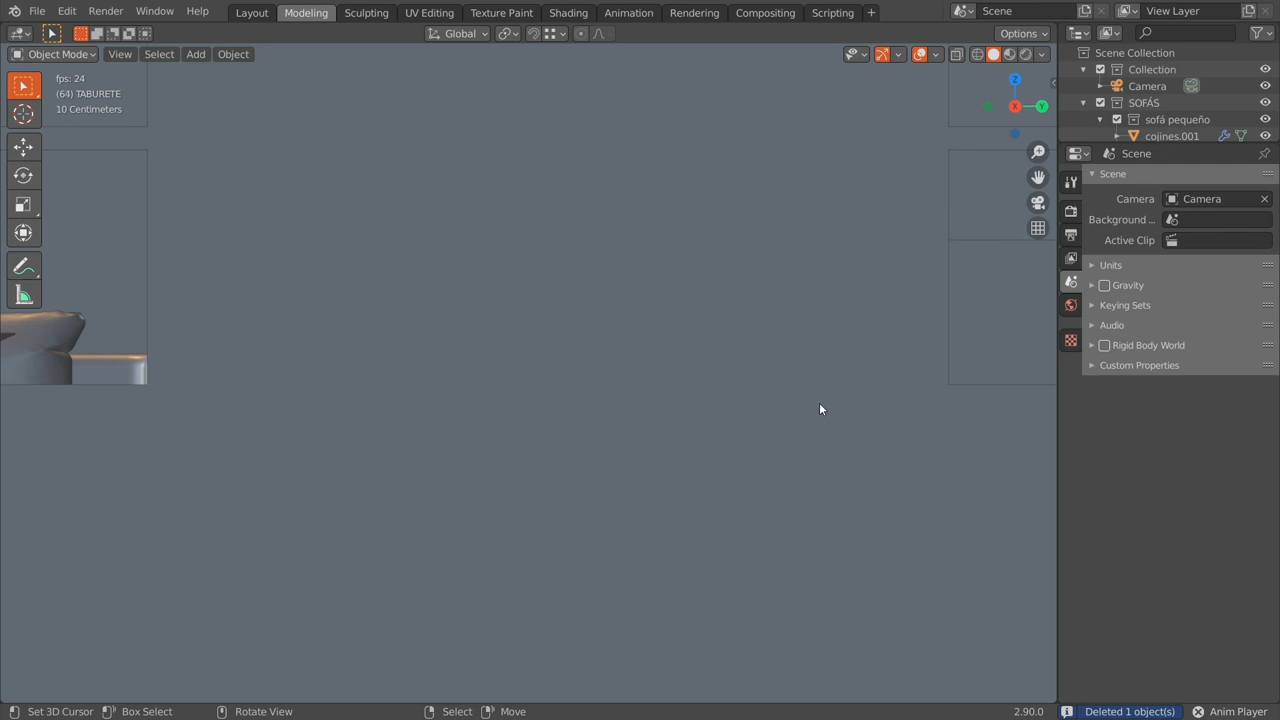 File Edit Render Window Help Layout Modeling Sculpting UV Editing Texture Paint Shading Animation Rendering Compositing Scripting + Scene View Layer
Global Options
Object Mode View Select Add Object
fps: 24
(64) TABURETE
10 Centimeters
Z
X Y
Scene Collection
Collection
Camera
SOFÁS
sofá pequeño
cojines.001
Scene
Scene
Camera Camera
Background ...
Active Clip
Units
Gravity
Keying Sets
Audio
Rigid Body World
Custom Properties
Set 3D Cursor Box Select Rotate View Select Move 2.90.0 Deleted 1 object(s) Anim Player